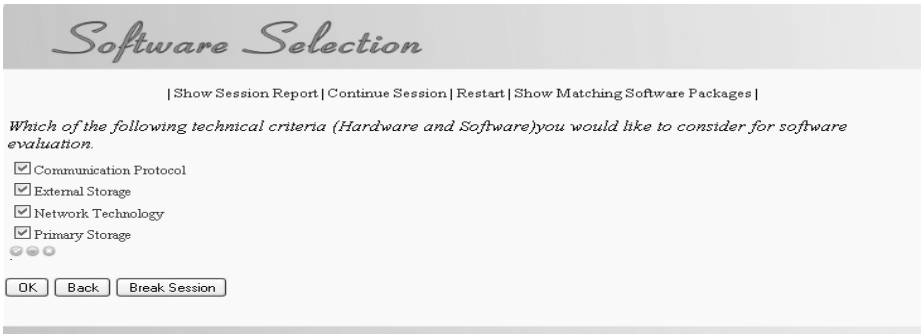 Software Selection
| Show Session Report | Continue Session | Restart | Show Matching Software Packages |
Which of the following technical criteria (Hardware and Software)you would like to consider for software
evaluation.
Communication Protocol
External Storage
Network Technology
Primary Storage
OK Back Break Session